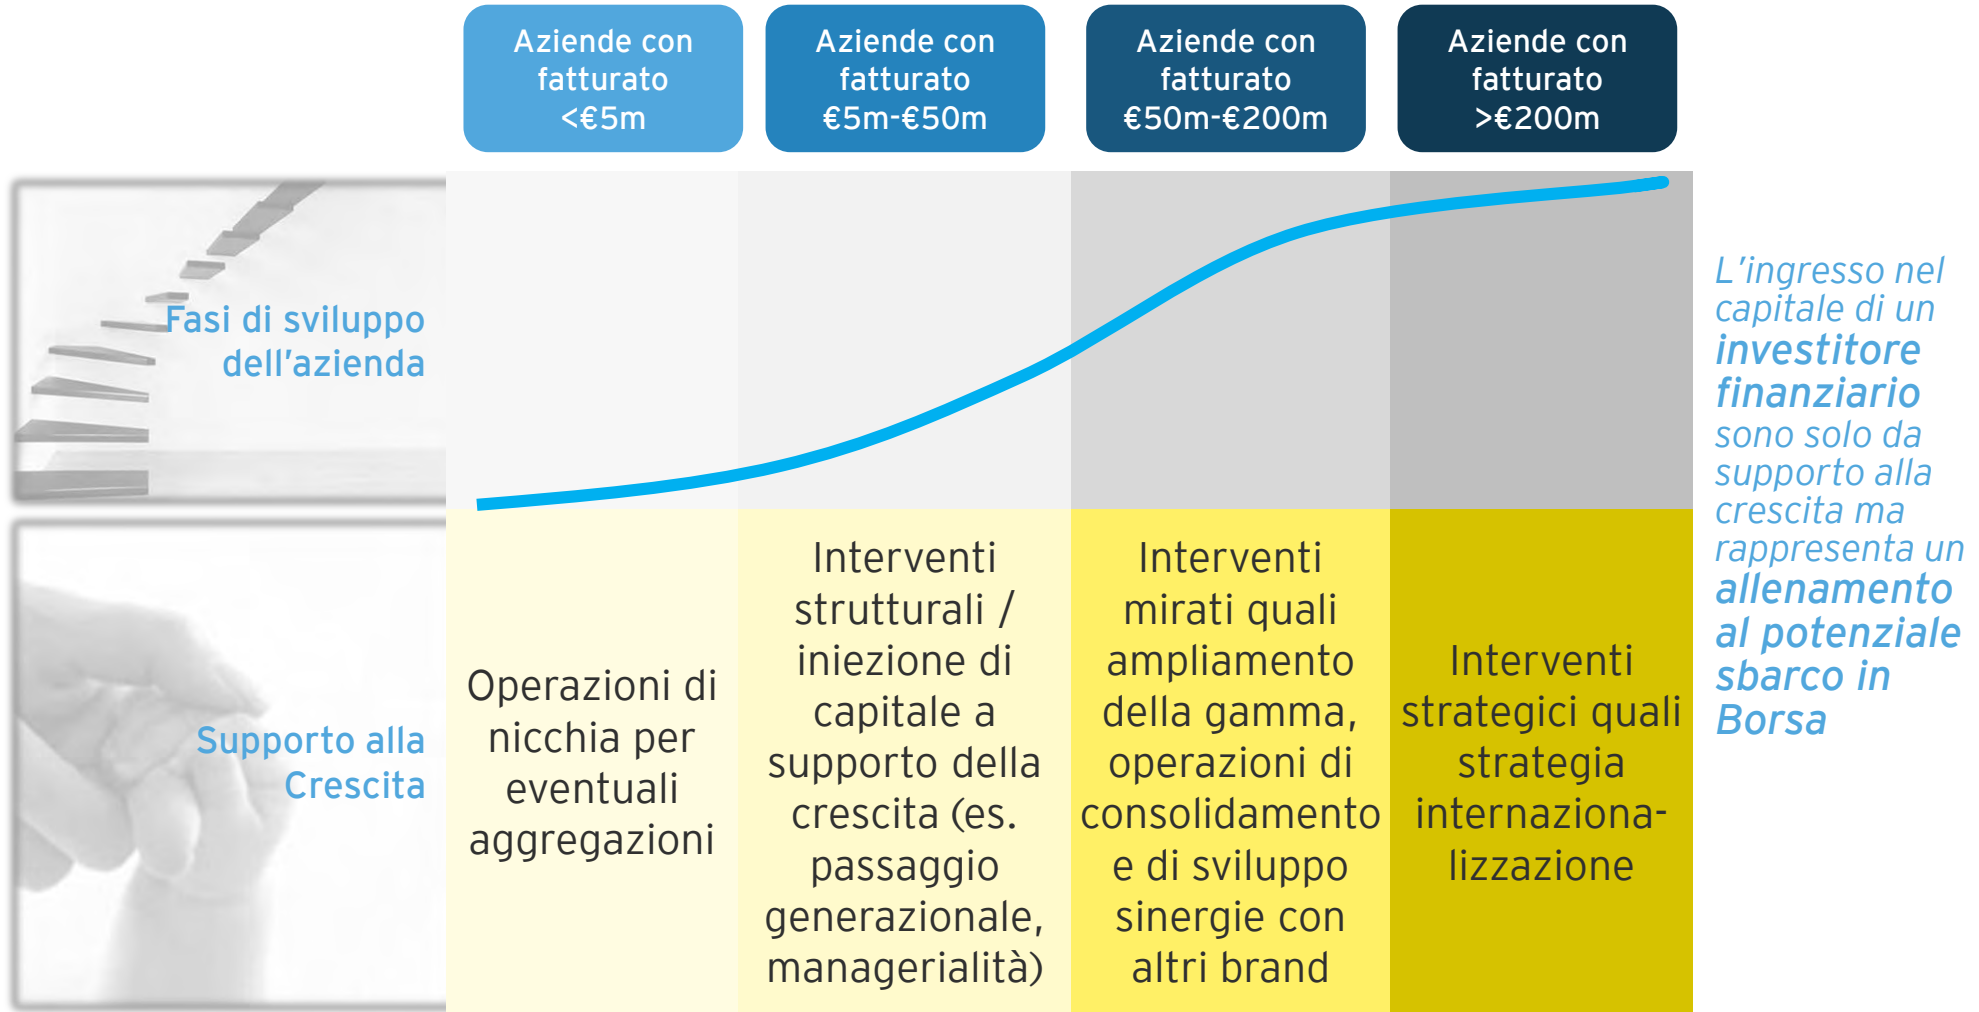 Aziende con
fatturato
<€5m
Aziende con
fatturato
€5m-€50m
Aziende con
fatturato
€50m-€200m
Aziende con
fatturato
>€200m
Fasi di sviluppo
dell'azienda
Supporto alla
Crescita
Operazioni di
nicchia per
eventuali
aggregazioni
Interventi
strutturali /
iniezione di
capitale a
supporto della
crescita (es.
passaggio
generazionale,
managerialità)
Interventi
mirati quali
ampliamento
della gamma,
operazioni di
consolidamento
e di sviluppo
sinergie con
altri brand
Interventi
strategici quali
strategia
internaziona-
lizzazione
L'ingresso nel
capitale di un
investitore
finanziario
sono solo da
supporto alla
crescita ma
rappresenta un
allenamento
al potenziale
sbarco in
Borsa